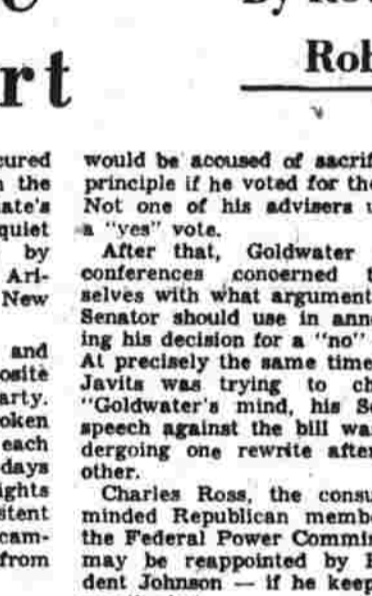 rt
By
Rob
cured
the
ate's
quiet
by
Ari-
New
and
osite
arty.
oken
each
days
ights
stent
cam-
from
would be accused of sacrif
principle if he voted for the
Not one of his advisers u
a "yes" vote.
After that, Goldwater
conferences concerned t
selves with what argument
Senator should use in ann
ing his decision for a "no"
At precisely the same time
Javits was trying to ch
"Goldwater's mind, his Se
speech against the bill wa
dergoing one rewrite after
other.
Charles Ross, the consu
minded Republican membe
the Federal Power Commis
may be reappointed by P
dent Johnson — if he keep